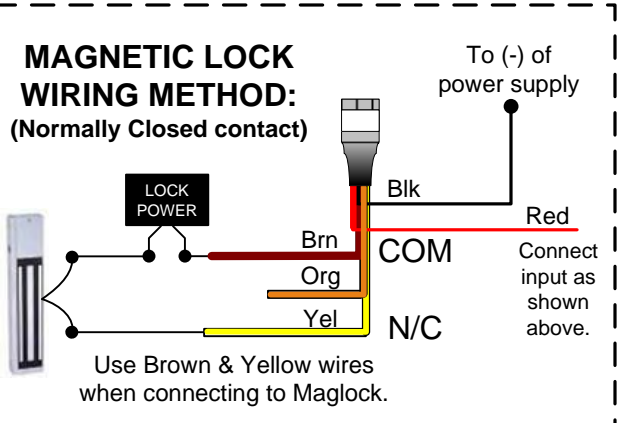 MAGNETIC LOCK
WIRING METHOD:
(Normally Closed contact)
To (-) of
power supply
LOCK
POWER
Blk
Red
Brn
COM
Org
Yel
N/C
Connect
input as
shown
above.
Use Brown & Yellow wires
when connecting to Maglock.